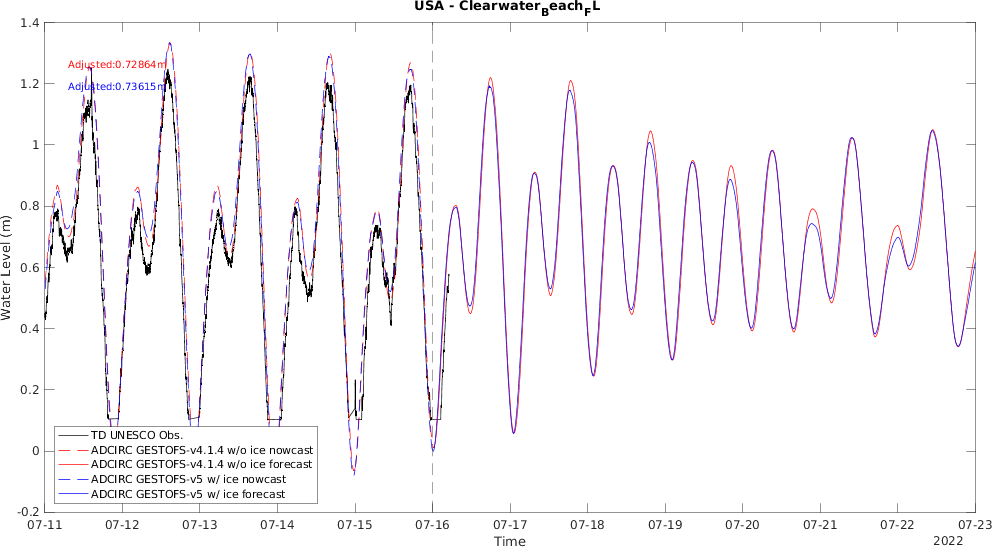 USA - Clearwater_Beach_FL
1.4
Adjusted:0.72864m
1.2
Adjusted:0.73615m
1
0.8
Water Level (m)
0.6
0.4
0.2
TD UNESCO Obs.
ADCIRC GESTOFS-v4.1.4 w/o ice nowcast
0
ADCIRC GESTOFS-v4.1.4 w/o ice forecast
ADCIRC GESTOFS-v5 w/ ice nowcast
ADCIRC GESTOFS-v5 w/ ice forecast
-0.2
07-11 07-12 07-13 07-14 07-15 07-16 07-17 07-18 07-19 07-20 07-21 07-22 07-23
Time
2022